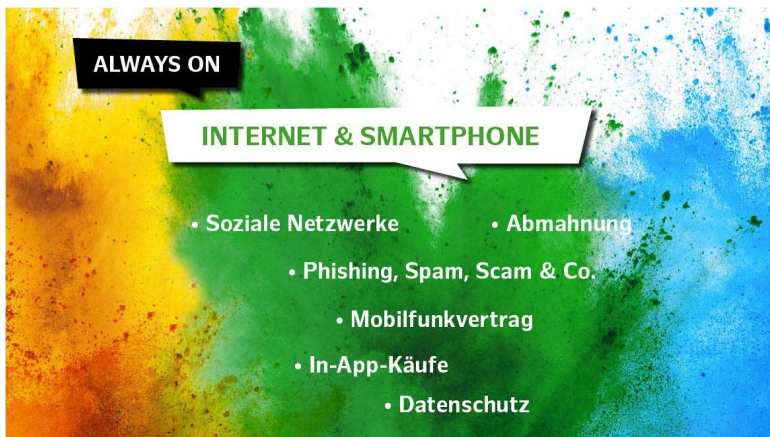 ALWAYS ON
INTERNET & SMARTPHONE
• Soziale Netzwerke
• Abmahnung
• Phishing, Spam, Scam & Co.
• Mobilfunkvertrag
• In-App-Käufe
• Datenschutz